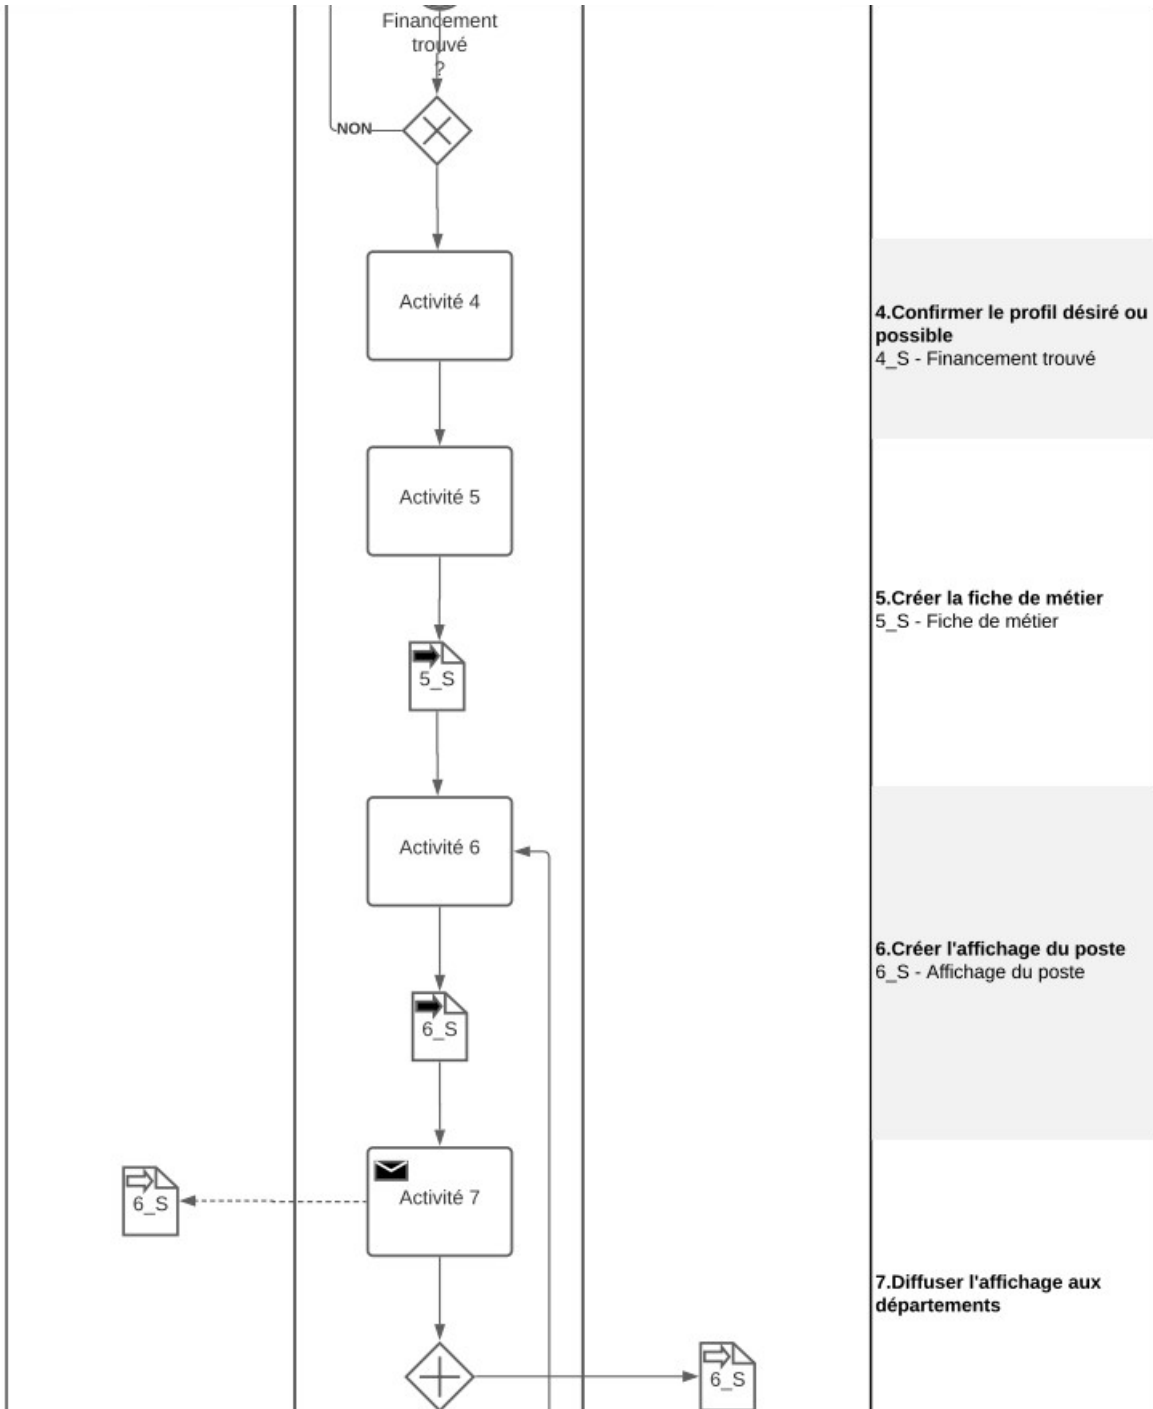 Financement
trouvé
?
NON
Activité 4
4.Confirmer le profil désiré ou
possible
4_S - Financement trouvé
Activité 5
5.Créer la fiche de métier
5_S - Fiche de métier
5_S
Activité 6
6.Créer l'affichage du poste
6_S - Affichage du poste
6_S
Activité 7
6_S
7.Diffuser l'affichage aux
départements
6_S